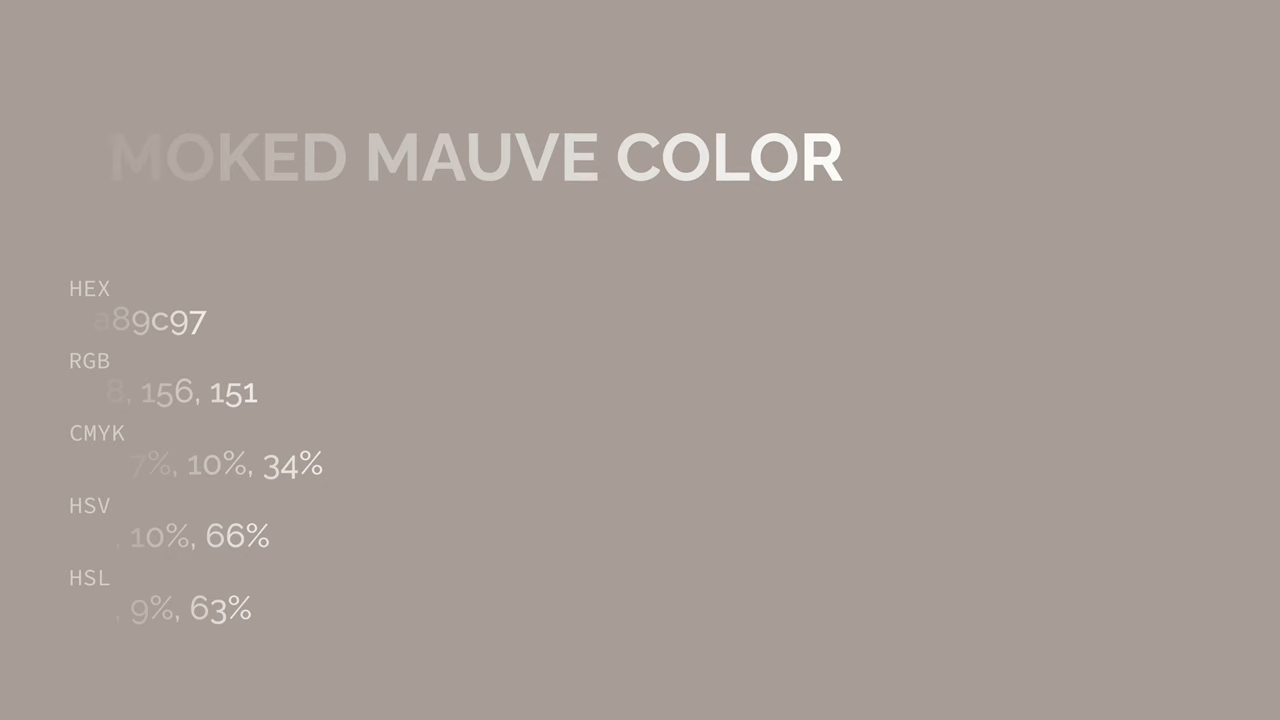 MOKED MAUVE COLOR
HEX
a89c97
RGB
8, 156, 151
CMYK
7%, 10%, 34%
HSV
, 10%, 66%
HSL
, 9%, 63%